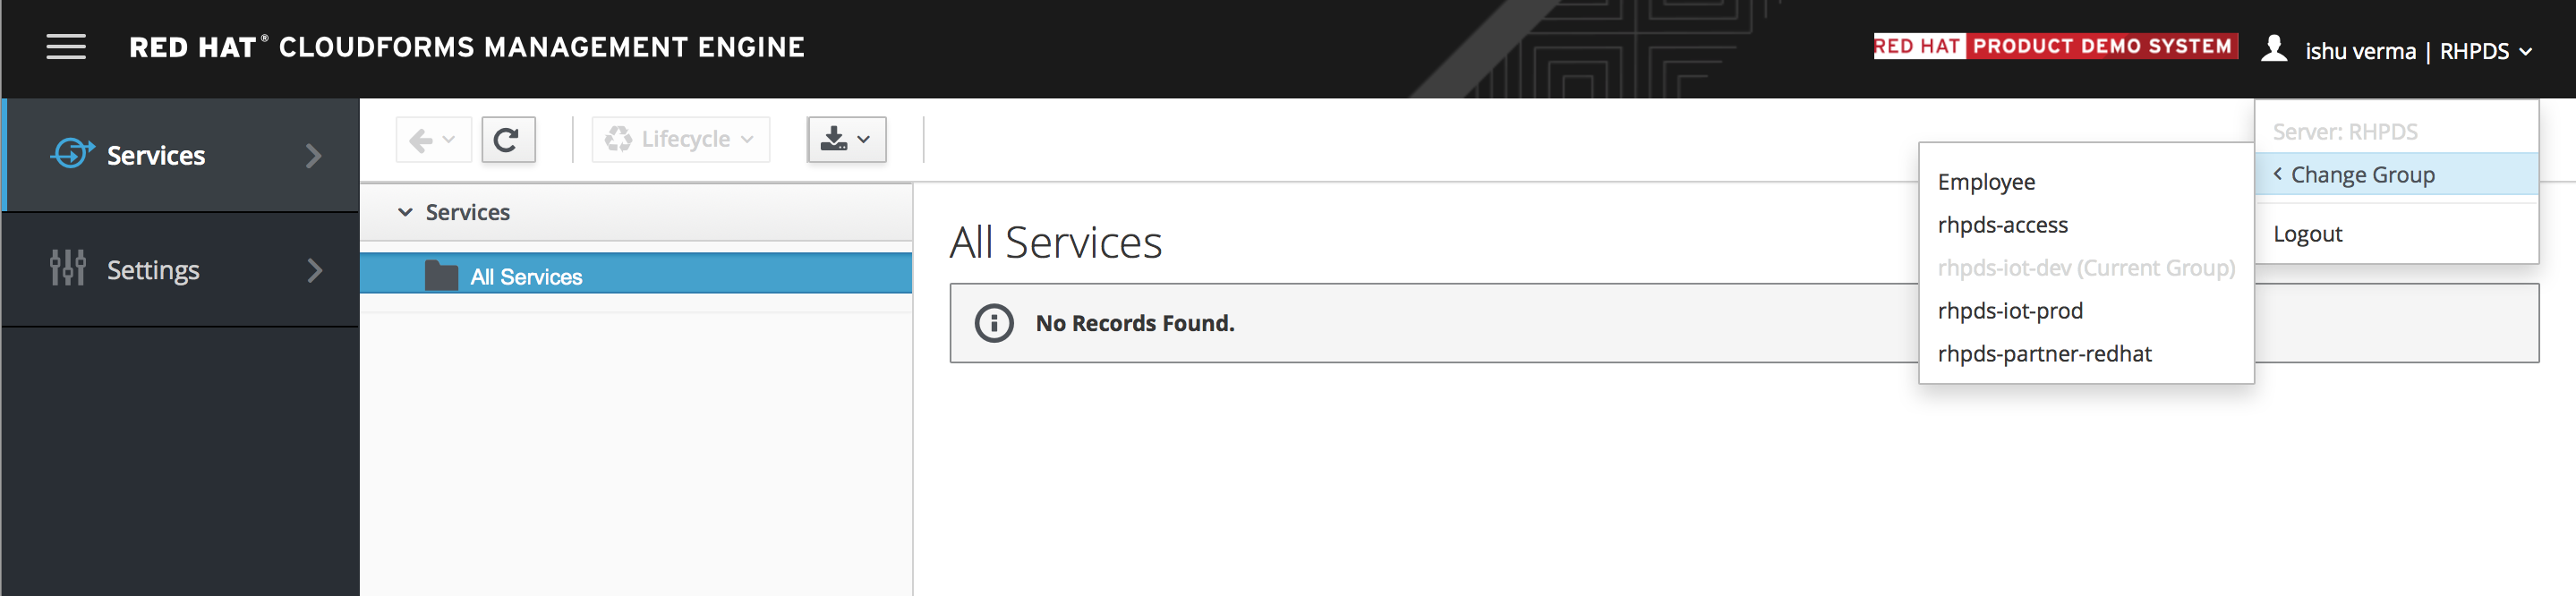 RED HAT® CLOUDFORMS MANAGEMENT ENGINE
RED HAT PRODUCT DEMO SYSTEM
ishu verma | RHPDS
Services
Settings
Lifecycle
Services
All Services
All Services
No Records Found.
Server: RHPDS
Change Group
Logout
Employee
rhpds-access
rhpds-iot-dev (Current Group)
rhpds-iot-prod
rhpds-partner-redhat